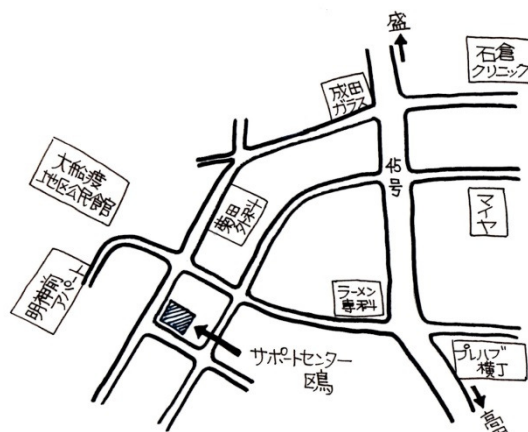 盛
石倉
クリニック
成田
ガラス
45号
大船渡
地区公民館
菊田
外科
マイヤ
明神前
アパート
ラーメン
専科
プレハブ
横丁
サポートセンター
鴎
高